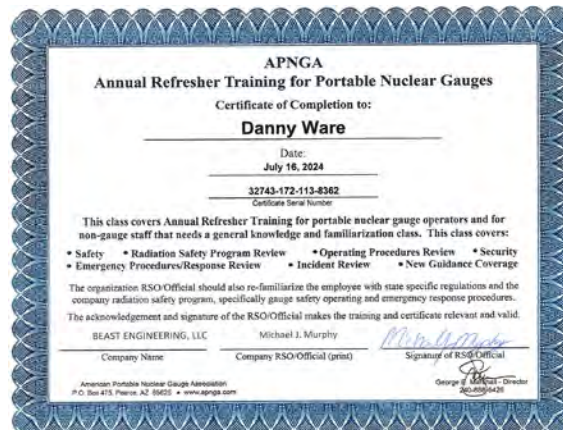 APNGA
Annual Refresher Training for Portable Nuclear Gauges
Certificate of Completion to:
Danny Ware
Date:
July 16, 2024
32743-172-113-8362
Certificate Serial Number
This class covers Annual Refresher Training for portable nuclear gauge operators and for
non-gauge staff that needs a general knowledge and familiarization class. This class covers:
• Safety • Radiation Safety Program Review • Operating Procedures Review • Security
• Emergency Procedures/Response Review • Incident Review • New Guidance Coverage
The organization RSO/Official should also re-familiarize the employee with state specific regulations and the
company radiation safety program, specifically gauge safety operating and emergency response procedures.
The acknowledgement and signature of the RSO/Official makes the training and certificate relevant and valid.
BEAST ENGINEERING, LLC Michael J. Murphy
Company Name Company RSO/Official (print) Signature of RSO/Official
American Portable Nuclear Gauge Association George - Director
P.O. Box 475, Pearce, AZ 85625 • www.apnga.com